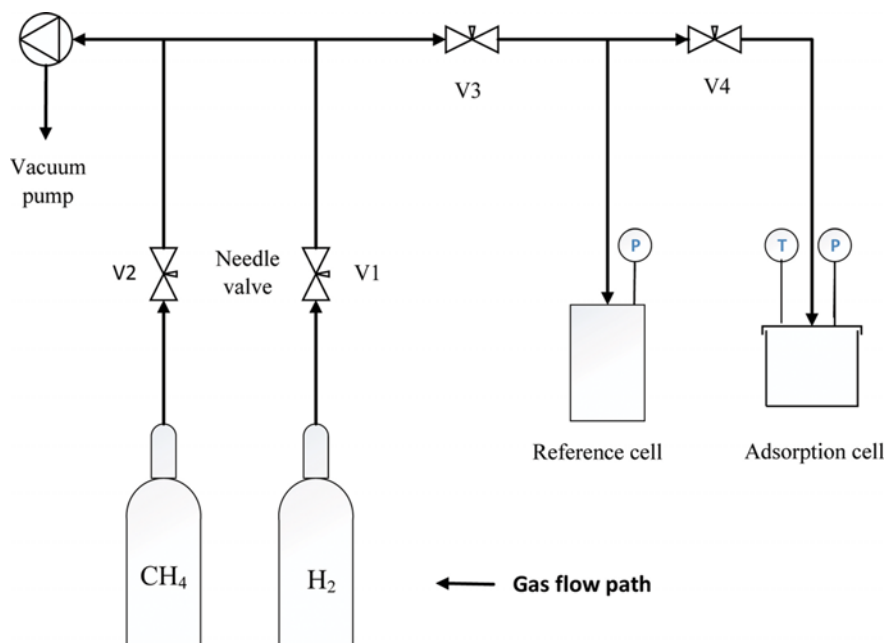 V3
V4
Vacuum
pump
P
T
P
V2
Needle
valve
V1
Reference cell
Adsorption cell
CH₄
H₂
Gas flow path